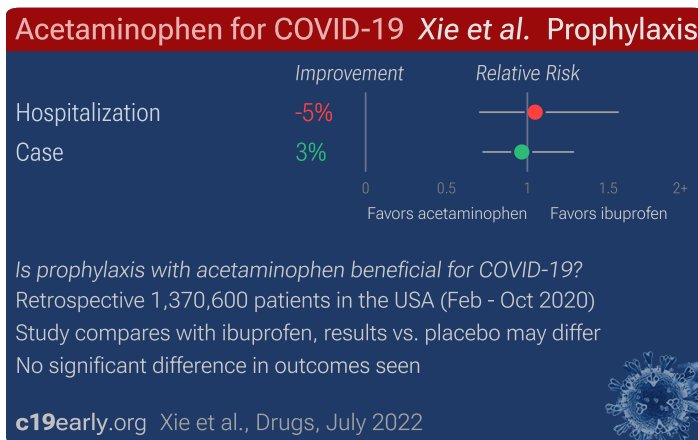 Acetaminophen for COVID-19 Xie et al. Prophylaxis
Improvement Relative Risk
Hospitalization -5%
Case 3%
0 0.5 1 1.5 2+
Favors acetaminophen Favors ibuprofen
Is prophylaxis with acetaminophen beneficial for COVID-19?
Retrospective 1,370,600 patients in the USA (Feb - Oct 2020)
Study compares with ibuprofen, results vs. placebo may differ
No significant difference in outcomes seen
c19early.org Xie et al., Drugs, July 2022